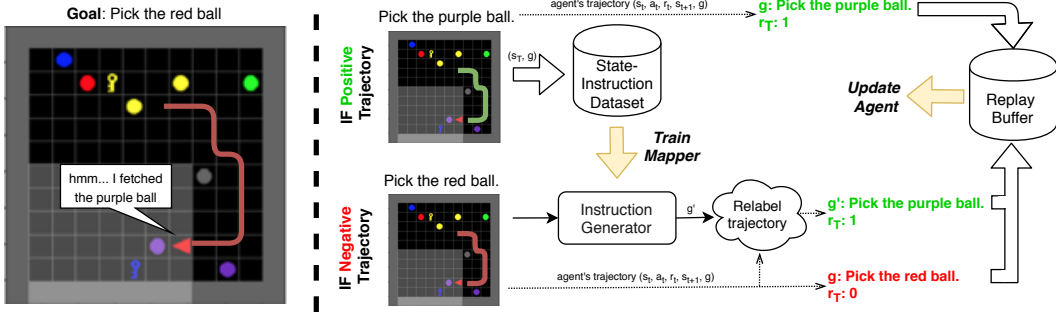 Goal: Pick the red ball
hmm... I fetched
the purple ball
IF Positive
Trajectory
Pick the purple ball.
agent's trajectory (s_t, a_t, r_t, s_{t+1}, g)
g: Pick the purple ball.
r_T: 1
(s_T, g)
State-
Instruction
Dataset
Train
Mapper
Update
Agent
Replay
Buffer
IF Negative
Trajectory
Pick the red ball.
Instruction
Generator
g'
Relabel
trajectory
g': Pick the purple ball.
r_T: 1
agent's trajectory (s_t, a_t, r_t, s_{t+1}, g)
g: Pick the red ball.
r_T: 0